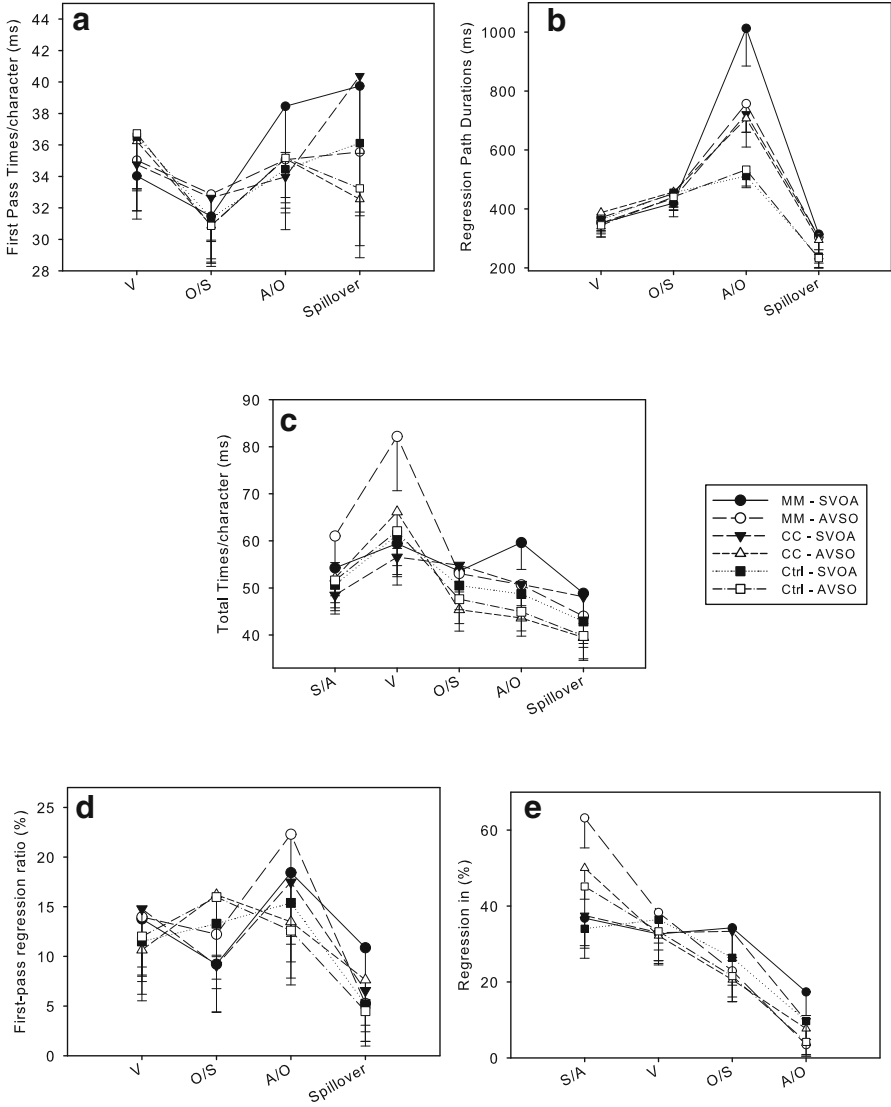 a
First Pass Times/character (ms)
44
42
40
38
36
34
32
30
28
V
O/S
A/O
Spillover
b
Regression Path Durations (ms)
1000
800
600
400
200
V
O/S
A/O
Spillover
c
Total Times/character (ms)
90
80
70
60
50
40
S/A
V
O/S
A/O
Spillover
MM - SVOA
MM - AVSO
CC - SVOA
CC - AVSO
Ctrl - SVOA
Ctrl - AVSO
d
First-pass regression ratio (%)
25
20
15
10
5
0
V
O/S
A/O
Spillover
e
Regression in (%)
60
40
20
0
S/A
V
O/S
A/O